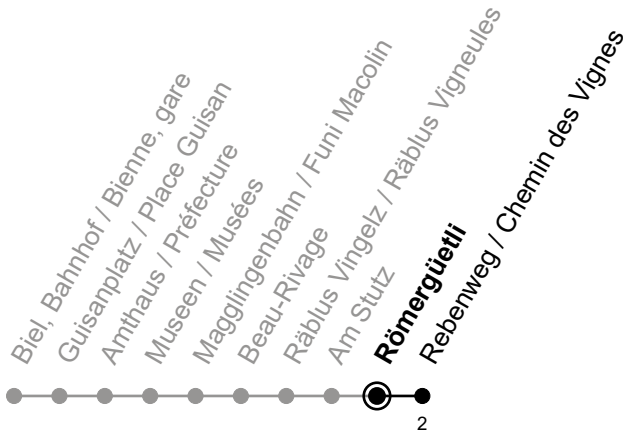 Biel, Bahnhof / Bienne, gare
Guisanplatz / Place Guisan
Amthaus / Préfecture
Museen / Musées
Magglingenbahn / Funi Macolin
Beau-Rivage
Räblus Vingelz / Räblus Vigneules
Am Stutz
Römergüetli
Rebenweg / Chemin des Vignes
2